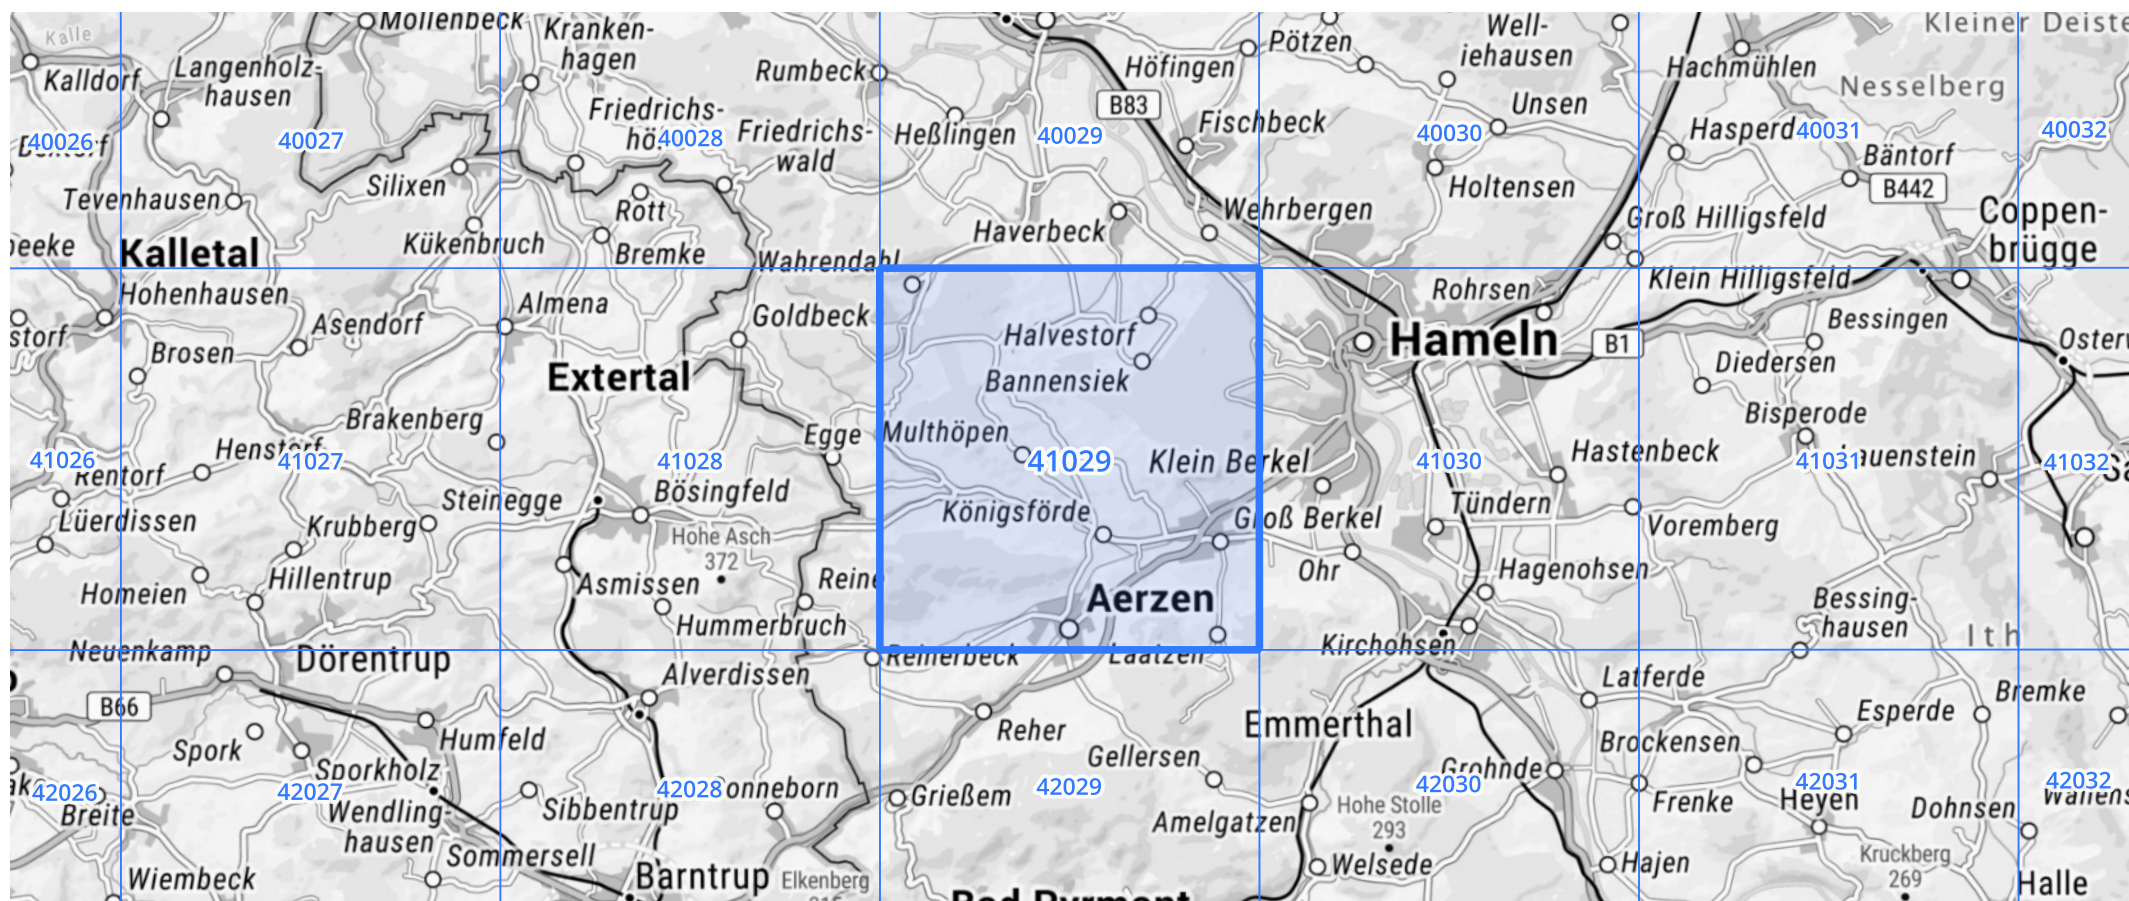 Kalle
Mollenbeck
Kranken-
hagen
Rumbeck
Höfingen
Pötzen
Well-
iehausen
Kleiner Deiste
Kalldorf
Langenholz-
hausen
B83
Hachmühlen
Nesselberg
Friedrichs-
Friedrichs-
wald
Heßlingen
Fischbeck
Unsen
Hasperd
Bäntorf
B442
40026
40027
40028
40029
40030
40031
40032
Tevenhausen
Silixen
Rott
Holtensen
Kükenbruch
Bremke
Haverbeck
Wehrbergen
Groß Hilligsfeld
Coppen-
brügge
Kalletal
Wahrendahl
Klein Hilligsfeld
Hohenhausen
Almena
Goldbeck
Rohrsen
Asendorf
Halvestorf
Hameln
B1
Bessingen
Brosen
Diedersen
Extertal
Bannensiek
Bisperode
Brakenberg
Egge
Multhöpen
Hastenbeck
Henstorf
Klein Berkel
41026
41027
41028
41029
41030
41031
41032
Rentorf
Steinegge
Bösingfeld
Tündern
Lüerdissen
Krubberg
Hohe Asch
372
Königsförde
Groß Berkel
Voremberg
Homeien
Hillentrup
Asmissen
Reine
Aerzen
Ohr
Hagenohsen
Bessing-
hausen
Hummerbruch
Kirchohsen
Ith
Neuenkamp
Dörentrup
Reinerbeck
Laatzen
Alverdissen
Latferde
Bremke
B66
Spork
Humfeld
Reher
Emmerthal
Esperde
Sporkholz
Gellersen
Brockensen
Grohnde
42026
42027
42028
42029
42030
42031
42032
Breite
Wendling-
hausen
Sibbentrup
Grießem
Amelgatzen
Hohe Stolle
293
Frenke
Heyen
Dohnsen
Sommersell
Welsede
Hajen
Kruckberg
269
Wiembeck
Barntrup
Elkenberg
Bad Pyrmont
Halle